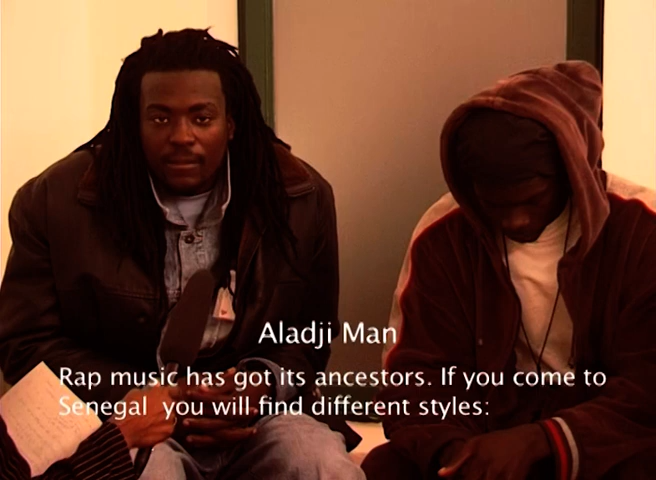 Aladji Man
Rap music has got its ancestors. If you come to
Senegal you will find different styles: